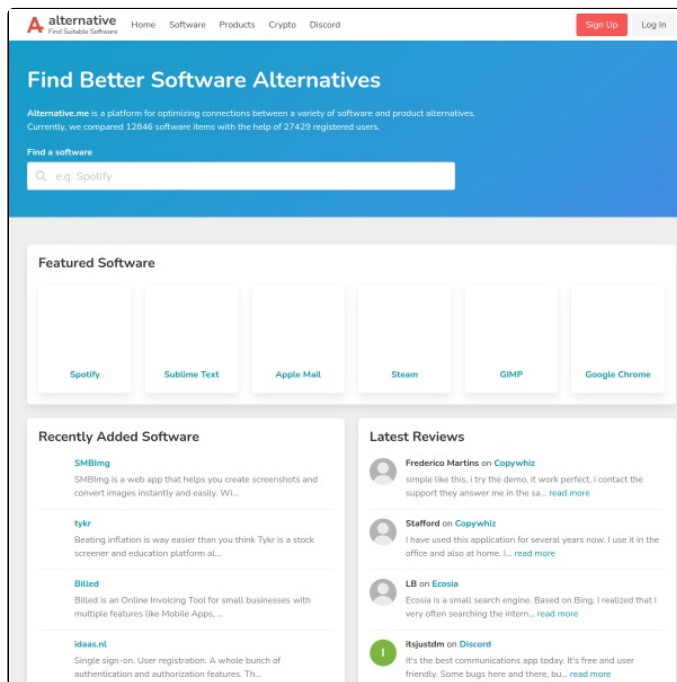 alternative
Find Suitable Software
Home Software Products Crypto Discord
Sign Up Log In
Find Better Software Alternatives
Alternative.me is a platform for optimizing connections between a variety of software and product alternatives.
Currently, we compared 12846 software items with the help of 27429 registered users.
Find a software
e.g. Spotify
Featured Software
Spotify Sublime Text Apple Mail Steam GIMP Google Chrome
Recently Added Software
SMBImg
SMBImg is a web app that helps you create screenshots and
convert images instantly and easily. Wi...
tykr
Beating inflation is way easier than you think Tykr is a stock
screener and education platform al...
Billed
Billed is an Online Invoicing Tool for small businesses with
multiple features like Mobile Apps, ...
idaas.nl
Single sign-on. User registration. A whole bunch of
authentication and authorization features. Th...
Latest Reviews
Frederico Martins on Copywhiz
simple like this, i try the demo, it work perfect, i contact the
support they answer me in the sa... read more
Stafford on Copywhiz
I have used this application for several years now. I use it in the
office and also at home. I... read more
LB on Ecosia
Ecosia is a small search engine. Based on Bing, I realized that I
very often searching the intern... read more
I
itsjustdm on Discord
It's the best communications app today. It's free and user
friendly. Some bugs here and there, bu... read more